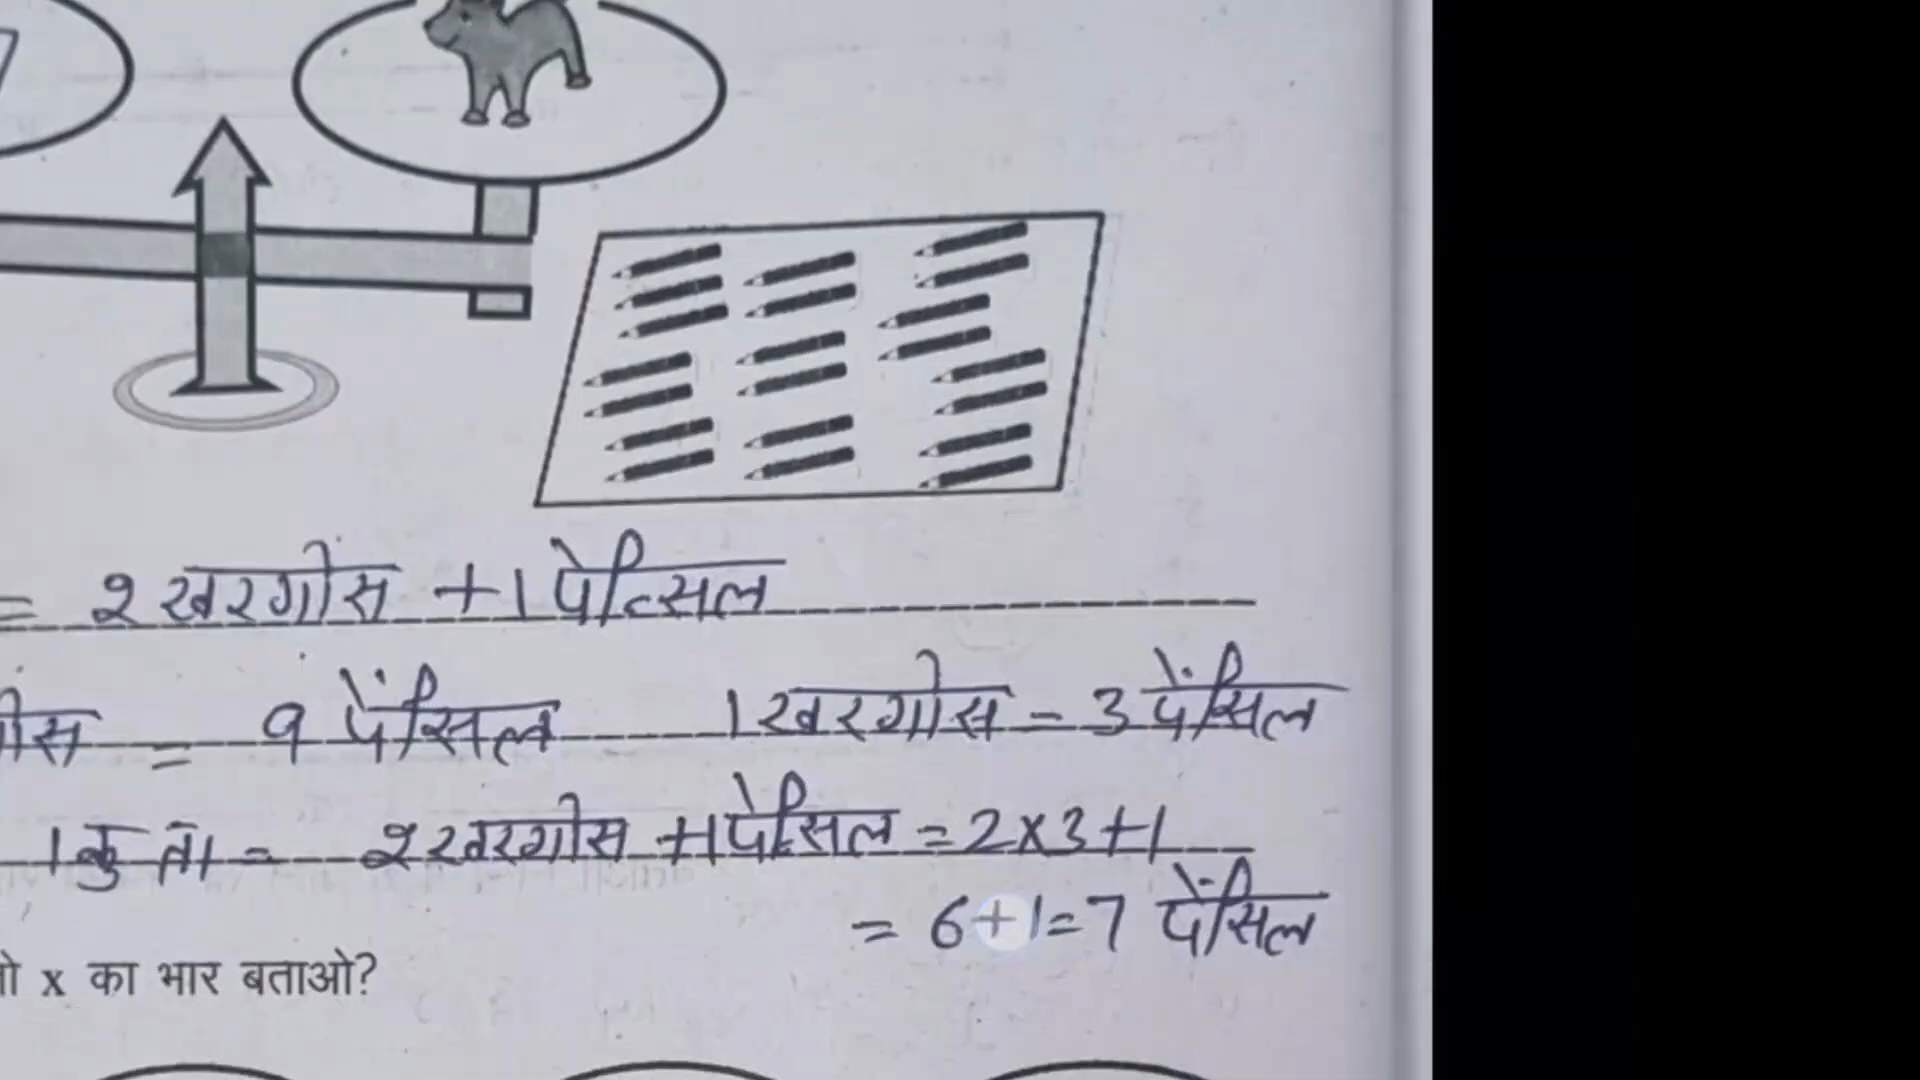 = 2 खरगोस + 1 पेन्सिल
= 9 पेंसिल 1 खरगोस = 3 पेंसिल
1 कुत्ता = 2 खरगोस + 1 पेंसिल = 2 x 3 + 1
= 6 + 1 = 7 पेंसिल
x का भार बताओ?